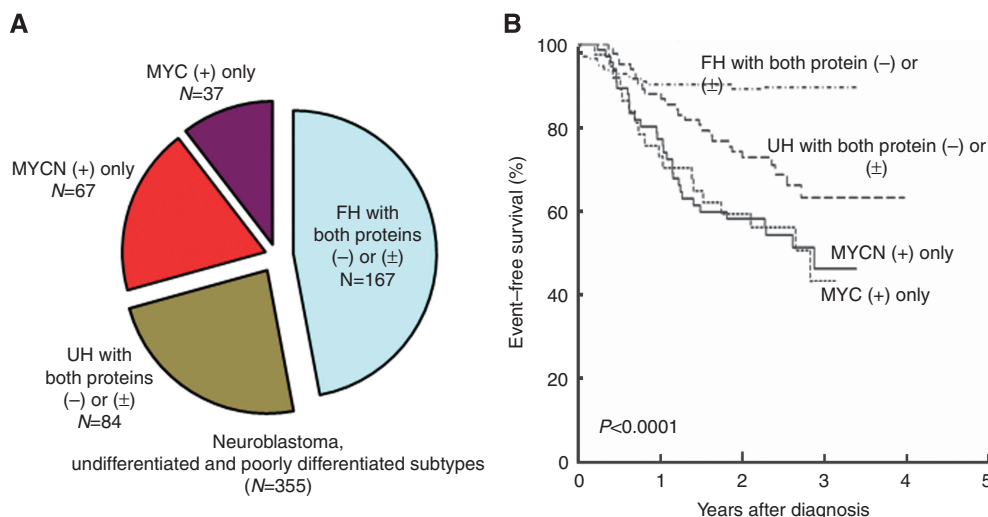 A
MYC (+) only
N=37
MYCN (+) only
N=67
FH with
both proteins
(–) or (±)
N=167
UH with
both proteins
(–) or (±)
N=84
Neuroblastoma,
undifferentiated and poorly differentiated subtypes
(N=355)
B
Event–free survival (%)
100
80
60
40
20
0
FH with both protein (–) or
(±)
UH with both protein (–) or
(±)
MYCN (+) only
MYC (+) only
P<0.0001
0 1 2 3 4 5
Years after diagnosis